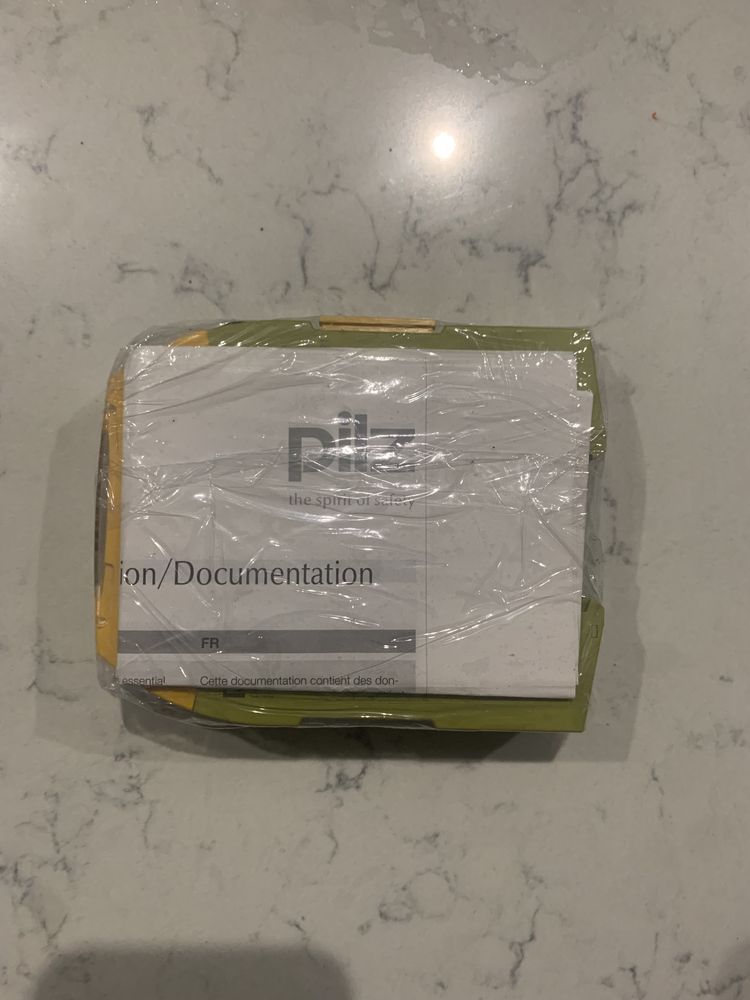 pilz
the spirit of safety
ion/Documentation
FR
essential
Cette documentation contient des don-